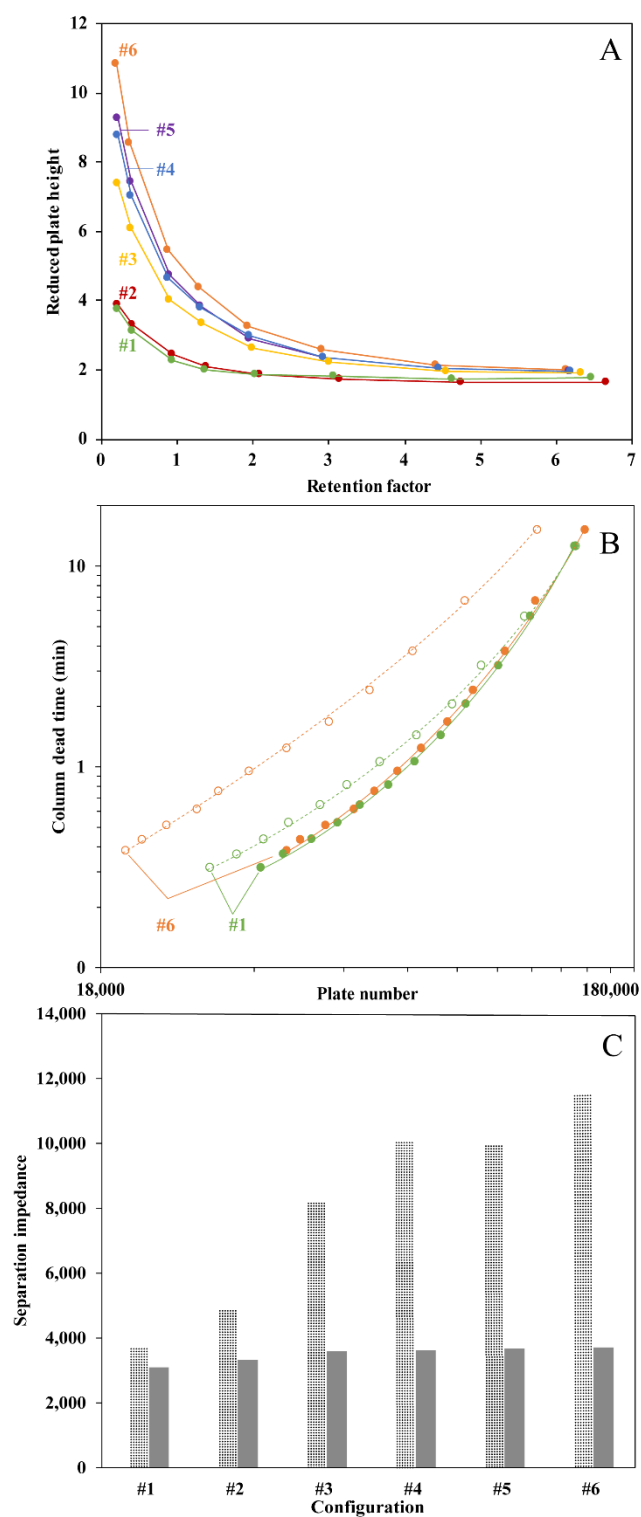 A
12
10
8
6
4
2
0
Reduced plate height
#6
#5
#4
#3
#2
#1
0 1 2 3 4 5 6 7
Retention factor
B
10
1
0
Column dead time (min)
#6
#1
18,000
180,000
Plate number
C
14,000
12,000
10,000
8,000
6,000
4,000
2,000
0
Separation impedance
#1 #2 #3 #4 #5 #6
Configuration